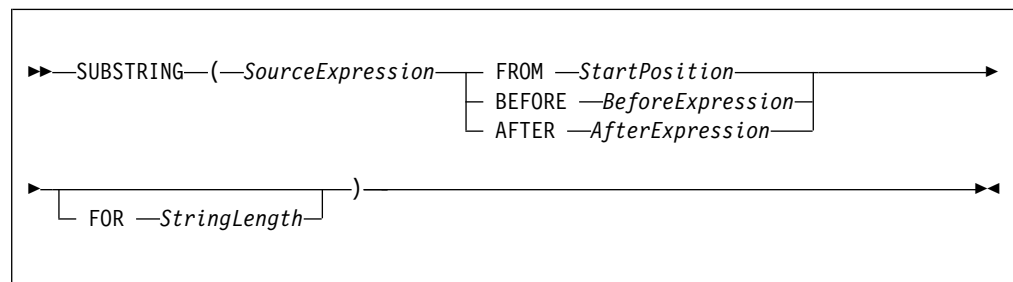 SUBSTRING ( SourceExpression FROM StartPosition
BEFORE BeforeExpression
AFTER AfterExpression
)
FOR StringLength